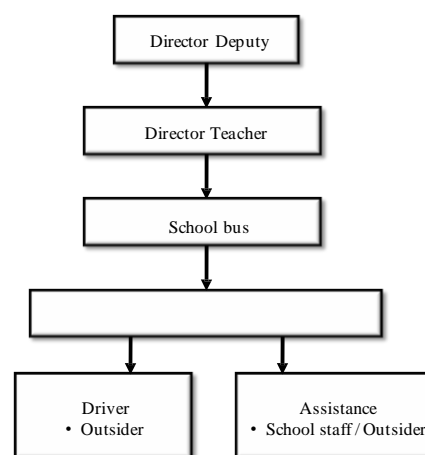 Director Deputy
Director Teacher
School bus
Driver
• Outsider
Assistance
• School staff / Outsider